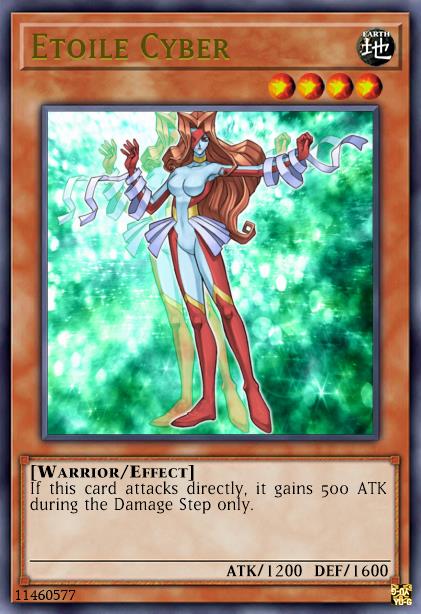 Etoile Cyber
EARTH
地
[Warrior/Effect]
If this card attacks directly, it gains 500 ATK
during the Damage Step only.
ATK/1200 DEF/1600
11460577